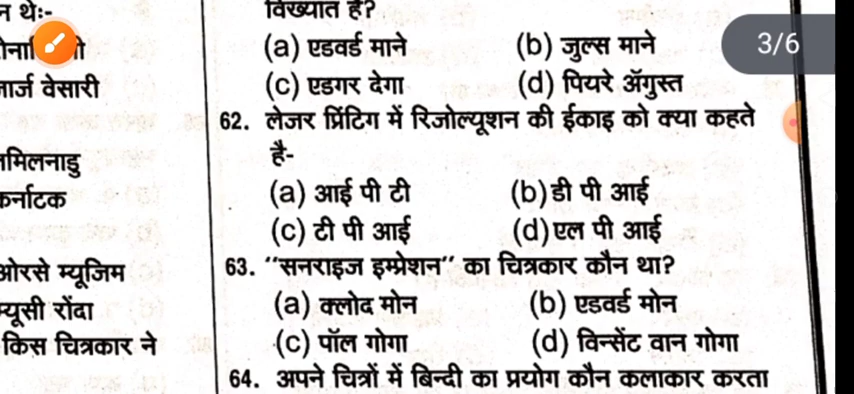 न थेः-
नार्ज वेसारी
कर्नाटक
ओरसे म्यूजिम
किस चित्रकार ने
विख्यात है?
(a) एडवर्ड माने (b) जुल्स माने
(c) एडगर देगा (d) पियरे ऑगुस्त
62. लेजर प्रिंटिग में रिजोल्यूशन की ईकाइ को क्या कहते
है-
(a) आई पी टी (b) डी पी आई
(c) टी पी आई (d) एल पी आई
63. "सनराइज इम्प्रेशन" का चित्रकार कौन था?
(a) क्लोद मोन (b) एडवर्ड मोन
(c) पॉल गोगा (d) विन्सेंट वान गोगा
64. अपने चित्रों में बिन्दी का प्रयोग कौन कलाकार करता
3/6